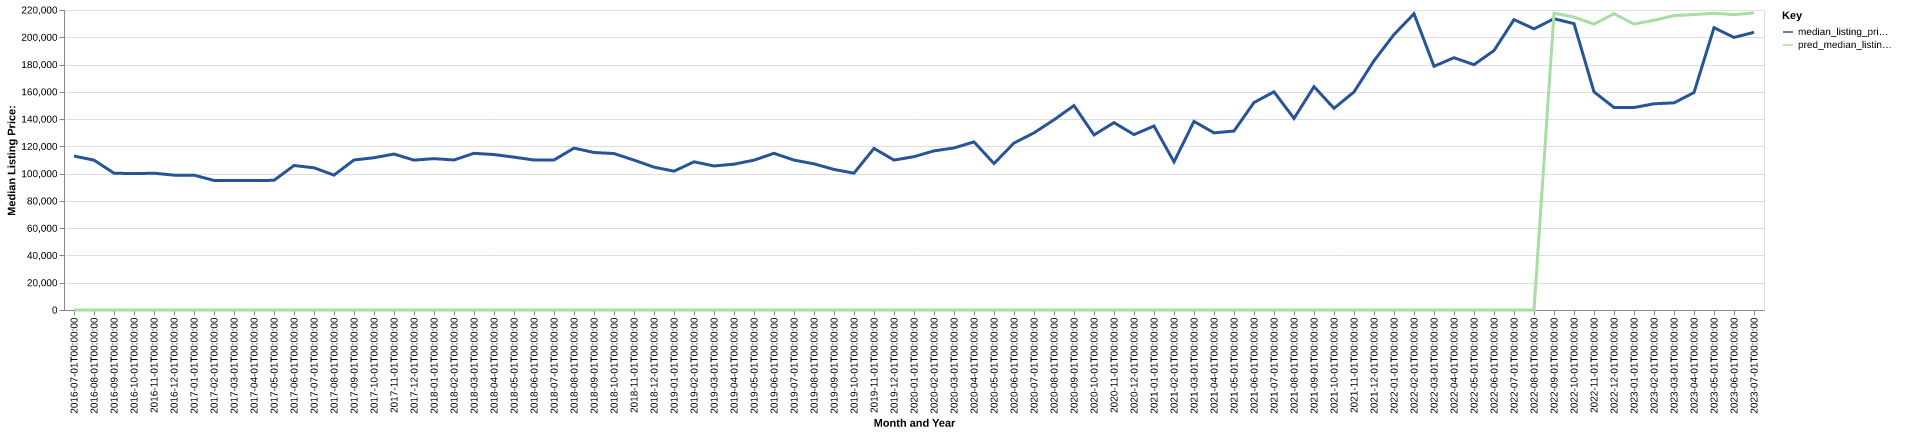 220,000
200,000
180,000
160,000
140,000
120,000
100,000
80,000
60,000
40,000
20,000
0
Median Listing Price:
2016-07-01T00:00:00
2016-08-01T00:00:00
2016-09-01T00:00:00
2016-10-01T00:00:00
2016-11-01T00:00:00
2016-12-01T00:00:00
2017-01-01T00:00:00
2017-02-01T00:00:00
2017-03-01T00:00:00
2017-04-01T00:00:00
2017-05-01T00:00:00
2017-06-01T00:00:00
2017-07-01T00:00:00
2017-08-01T00:00:00
2017-09-01T00:00:00
2017-10-01T00:00:00
2017-11-01T00:00:00
2017-12-01T00:00:00
2018-01-01T00:00:00
2018-02-01T00:00:00
2018-03-01T00:00:00
2018-04-01T00:00:00
2018-05-01T00:00:00
2018-06-01T00:00:00
2018-07-01T00:00:00
2018-08-01T00:00:00
2018-09-01T00:00:00
2018-10-01T00:00:00
2018-11-01T00:00:00
2018-12-01T00:00:00
2019-01-01T00:00:00
2019-02-01T00:00:00
2019-03-01T00:00:00
2019-04-01T00:00:00
2019-05-01T00:00:00
2019-06-01T00:00:00
2019-07-01T00:00:00
2019-08-01T00:00:00
2019-09-01T00:00:00
2019-10-01T00:00:00
2019-11-01T00:00:00
2019-12-01T00:00:00
2020-01-01T00:00:00
2020-02-01T00:00:00
2020-03-01T00:00:00
2020-04-01T00:00:00
2020-05-01T00:00:00
2020-06-01T00:00:00
2020-07-01T00:00:00
2020-08-01T00:00:00
2020-09-01T00:00:00
2020-10-01T00:00:00
2020-11-01T00:00:00
2020-12-01T00:00:00
2021-01-01T00:00:00
2021-02-01T00:00:00
2021-03-01T00:00:00
2021-04-01T00:00:00
2021-05-01T00:00:00
2021-06-01T00:00:00
2021-07-01T00:00:00
2021-08-01T00:00:00
2021-09-01T00:00:00
2021-10-01T00:00:00
2021-11-01T00:00:00
2021-12-01T00:00:00
2022-01-01T00:00:00
2022-02-01T00:00:00
2022-03-01T00:00:00
2022-04-01T00:00:00
2022-05-01T00:00:00
2022-06-01T00:00:00
2022-07-01T00:00:00
2022-08-01T00:00:00
2022-09-01T00:00:00
2022-10-01T00:00:00
2022-11-01T00:00:00
2022-12-01T00:00:00
2023-01-01T00:00:00
2023-02-01T00:00:00
2023-03-01T00:00:00
2023-04-01T00:00:00
2023-05-01T00:00:00
2023-06-01T00:00:00
2023-07-01T00:00:00
Month and Year
Key
median_listing_pri…
pred_median_listin…